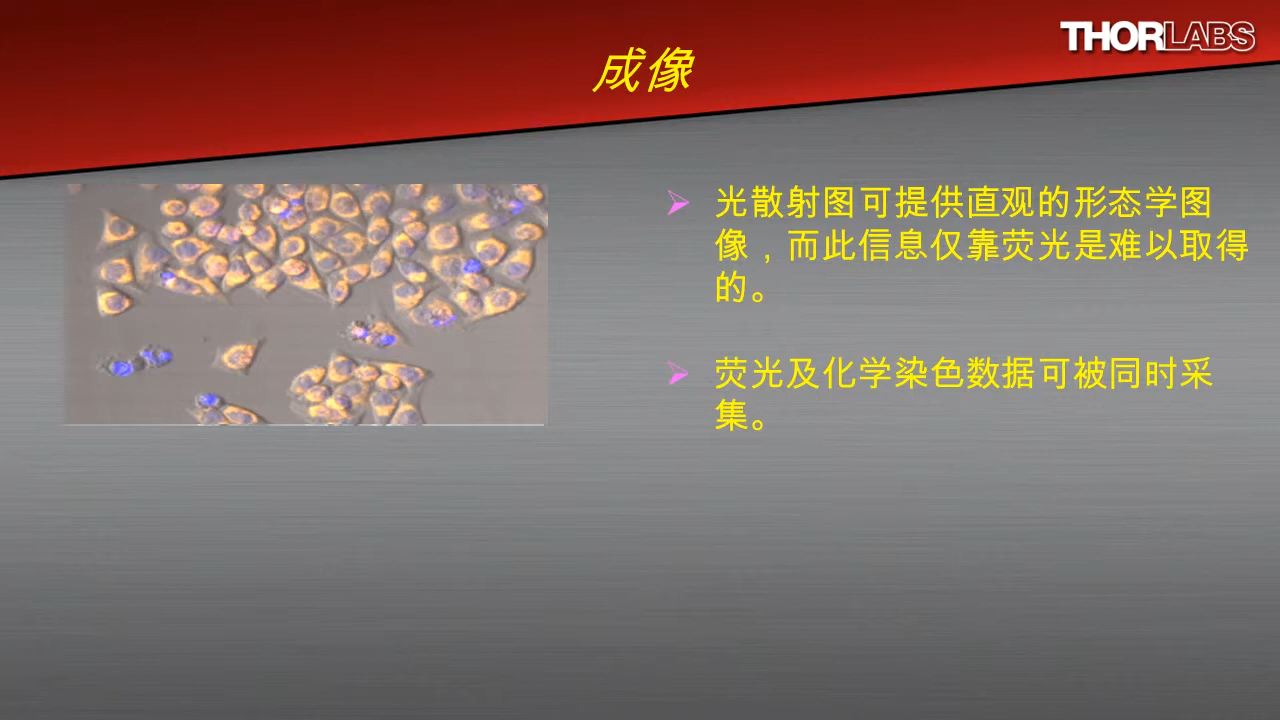 THORLABS
成像
光散射图可提供直观的形态学图
像，而此信息仅靠荧光是难以取得
的。
荧光及化学染色数据可被同时采
集。